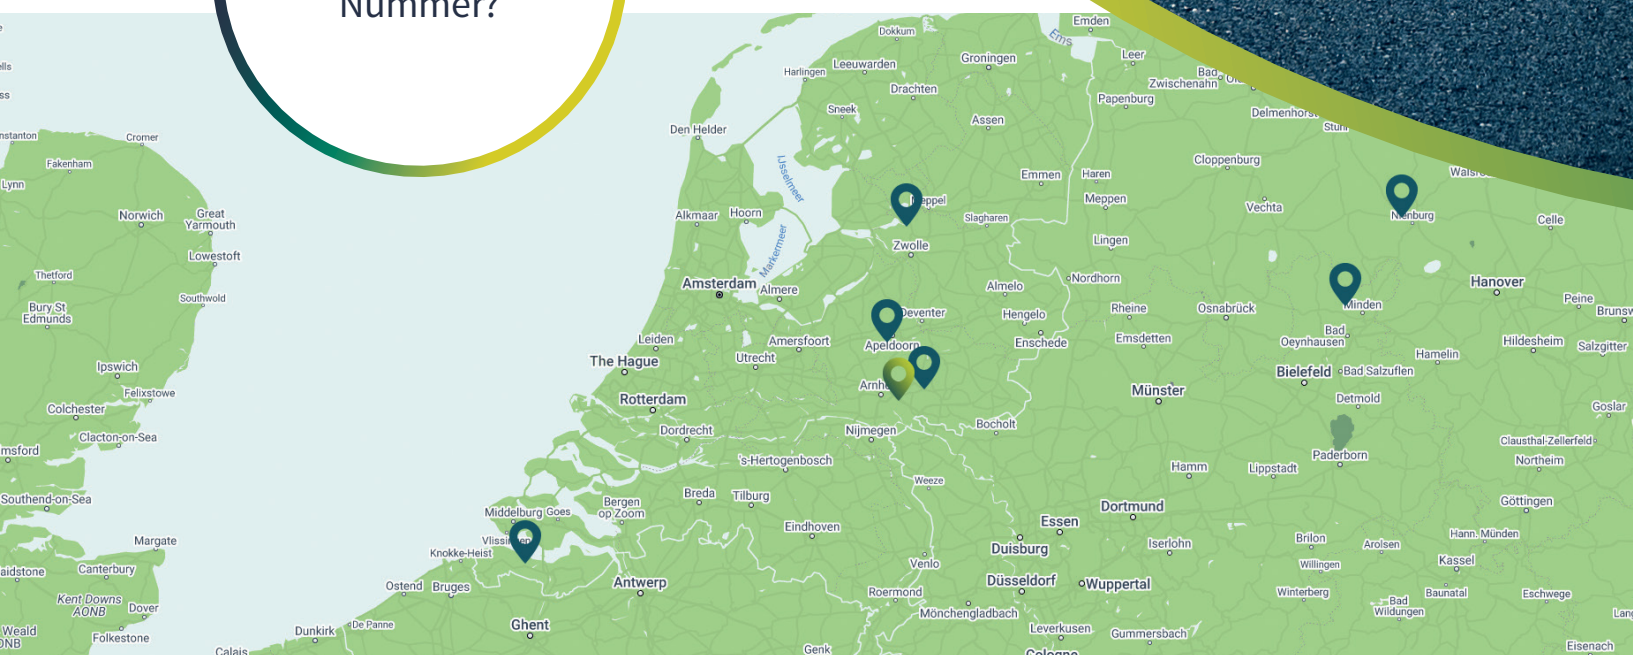 Nummer?
Emden
Ems
Dokkum
Groningen
Leer
Leeuwarden
Harlingen
Bad
Zwischenahn
Drachten
Papenburg
Sneek
Assen
Delmenhorst
Den Helder
Cromer
Fakenham
Lynn
IJsselmeer
Cloppenburg
Emmen
Haren
Norwich
Great
Yarmouth
Alkmaar
Hoorn
Slagharen
Meppen
Vechta
Nienburg
Celle
Markermeer
Zwolle
Lingen
Lowestoft
Thetford
Amsterdam
Almere
Almelo
Nordhorn
Hanover
Southwold
Bury St
Edmunds
Deventer
Hengelo
Rheine
Osnabrück
Minden
Peine
Leiden
Amersfoort
Apeldoorn
Enschede
Emsdetten
Bad
Oeynhausen
Hildesheim
Salzgitter
The Hague
Utrecht
Hamelin
Ipswich
Felixstowe
Bielefeld
Bad Salzuflen
Münster
Rotterdam
Detmold
Goslar
Colchester
Clacton-on-Sea
Dordrecht
Nijmegen
Bocholt
Clausthal-Zellerfeld
Paderborn
's-Hertogenbosch
Hamm
Lippstadt
Northeim
Weeze
Southend-on-Sea
Breda
Tilburg
Bergen
op Zoom
Middelburg
Goes
Dortmund
Göttingen
Essen
Eindhoven
Margate
Knokke-Heist
Duisburg
Iserlohn
Brilon
Arolsen
Hann. Münden
Canterbury
Venlo
Willingen
Kassel
Ostend
Bruges
Antwerp
Düsseldorf
Wuppertal
Roermond
Winterberg
Bad
Wildungen
Baunatal
Eschwege
Kent Downs
AONB
Dover
Mönchengladbach
Weald
Folkestone
Dunkirk
De Panne
Ghent
Leverkusen
Gummersbach
Calais
Genk
Cologne
Eisenach